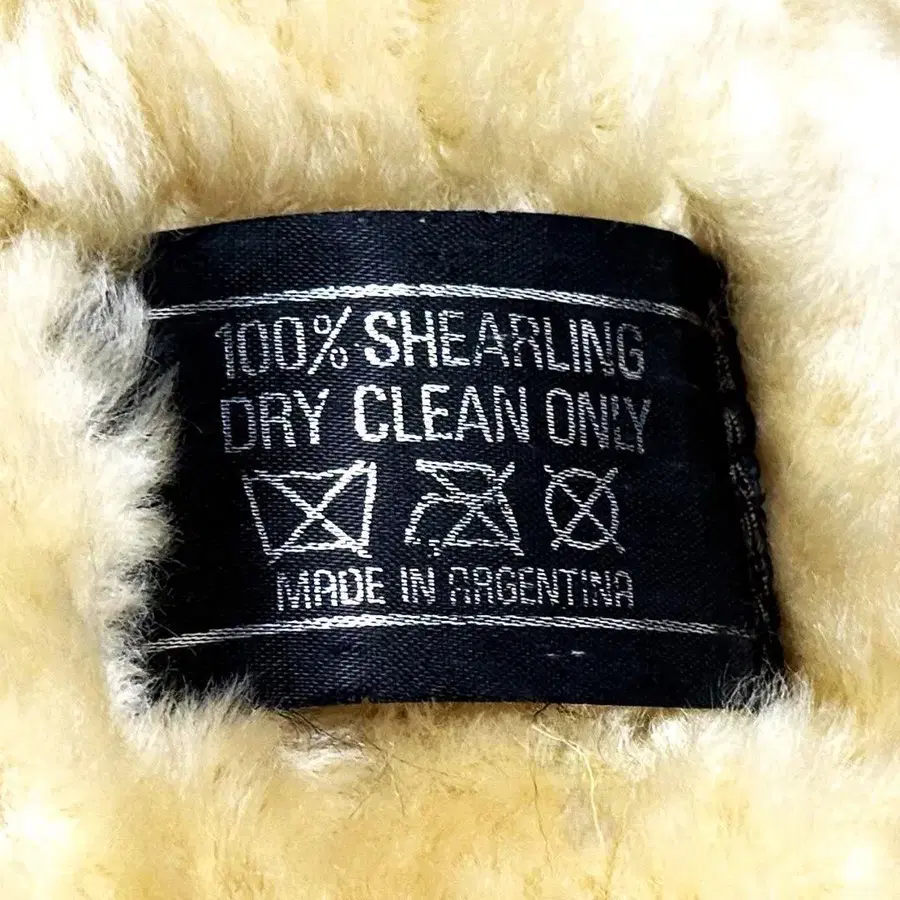 100% SHEARLING
DRY CLEAN ONLY
MADE IN ARGENTINA